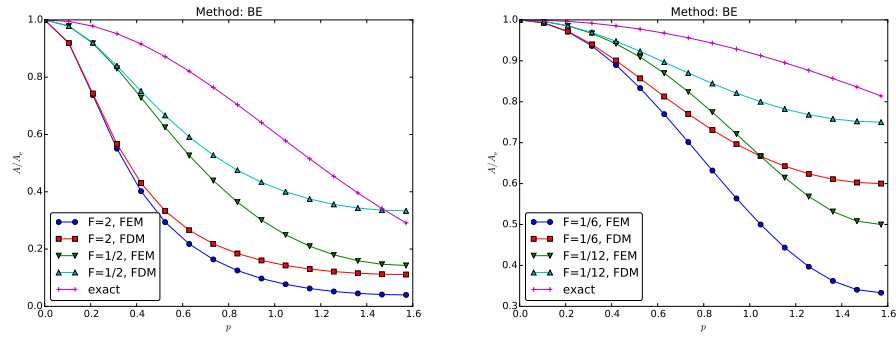 Method: BE
A/A_e
1.0
0.8
0.6
0.4
0.2
0.0
F=2, FEM
F=2, FDM
F=1/2, FEM
F=1/2, FDM
exact
0.0 0.2 0.4 0.6 0.8 1.0 1.2 1.4 1.6
p
Method: BE
A/A_e
1.0
0.9
0.8
0.7
0.6
0.5
0.4
0.3
F=1/6, FEM
F=1/6, FDM
F=1/12, FEM
F=1/12, FDM
exact
0.0 0.2 0.4 0.6 0.8 1.0 1.2 1.4 1.6
p